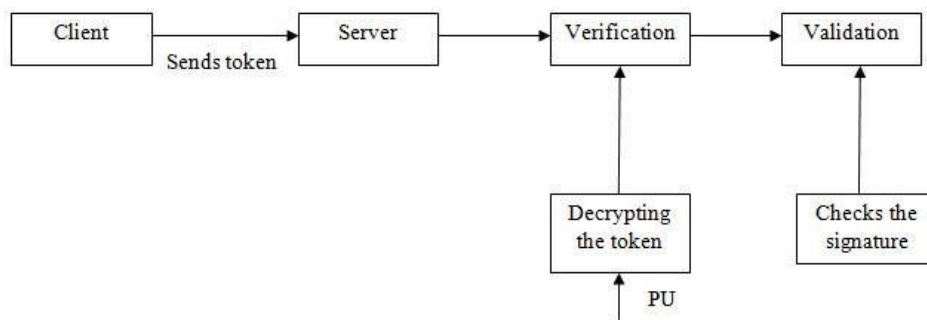 Client
Server
Verification
Validation
Sends token
Decrypting
the token
Checks the
signature
PU